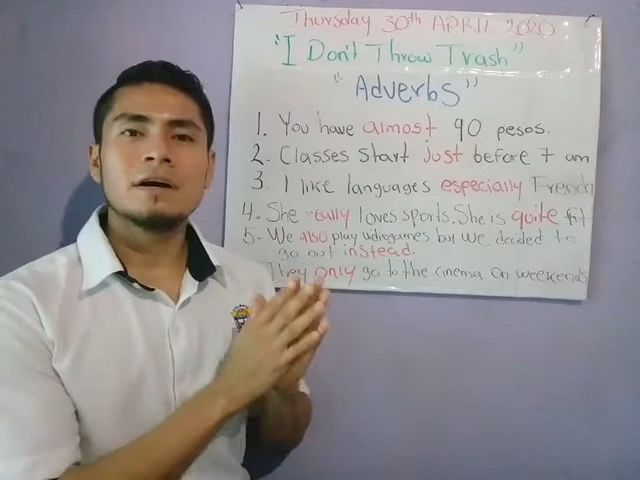 Thursday 30th APRIL 2020
"I Don't Throw Trash"
"Adverbs"
1. You have almost 90 pesos.
2. Classes start just before 7 am
3. I like languages especially French
4. She really loves sports. She is quite fit
5- We also play videogames but we decided to
go out instead.
They only go to the cinema on weekends